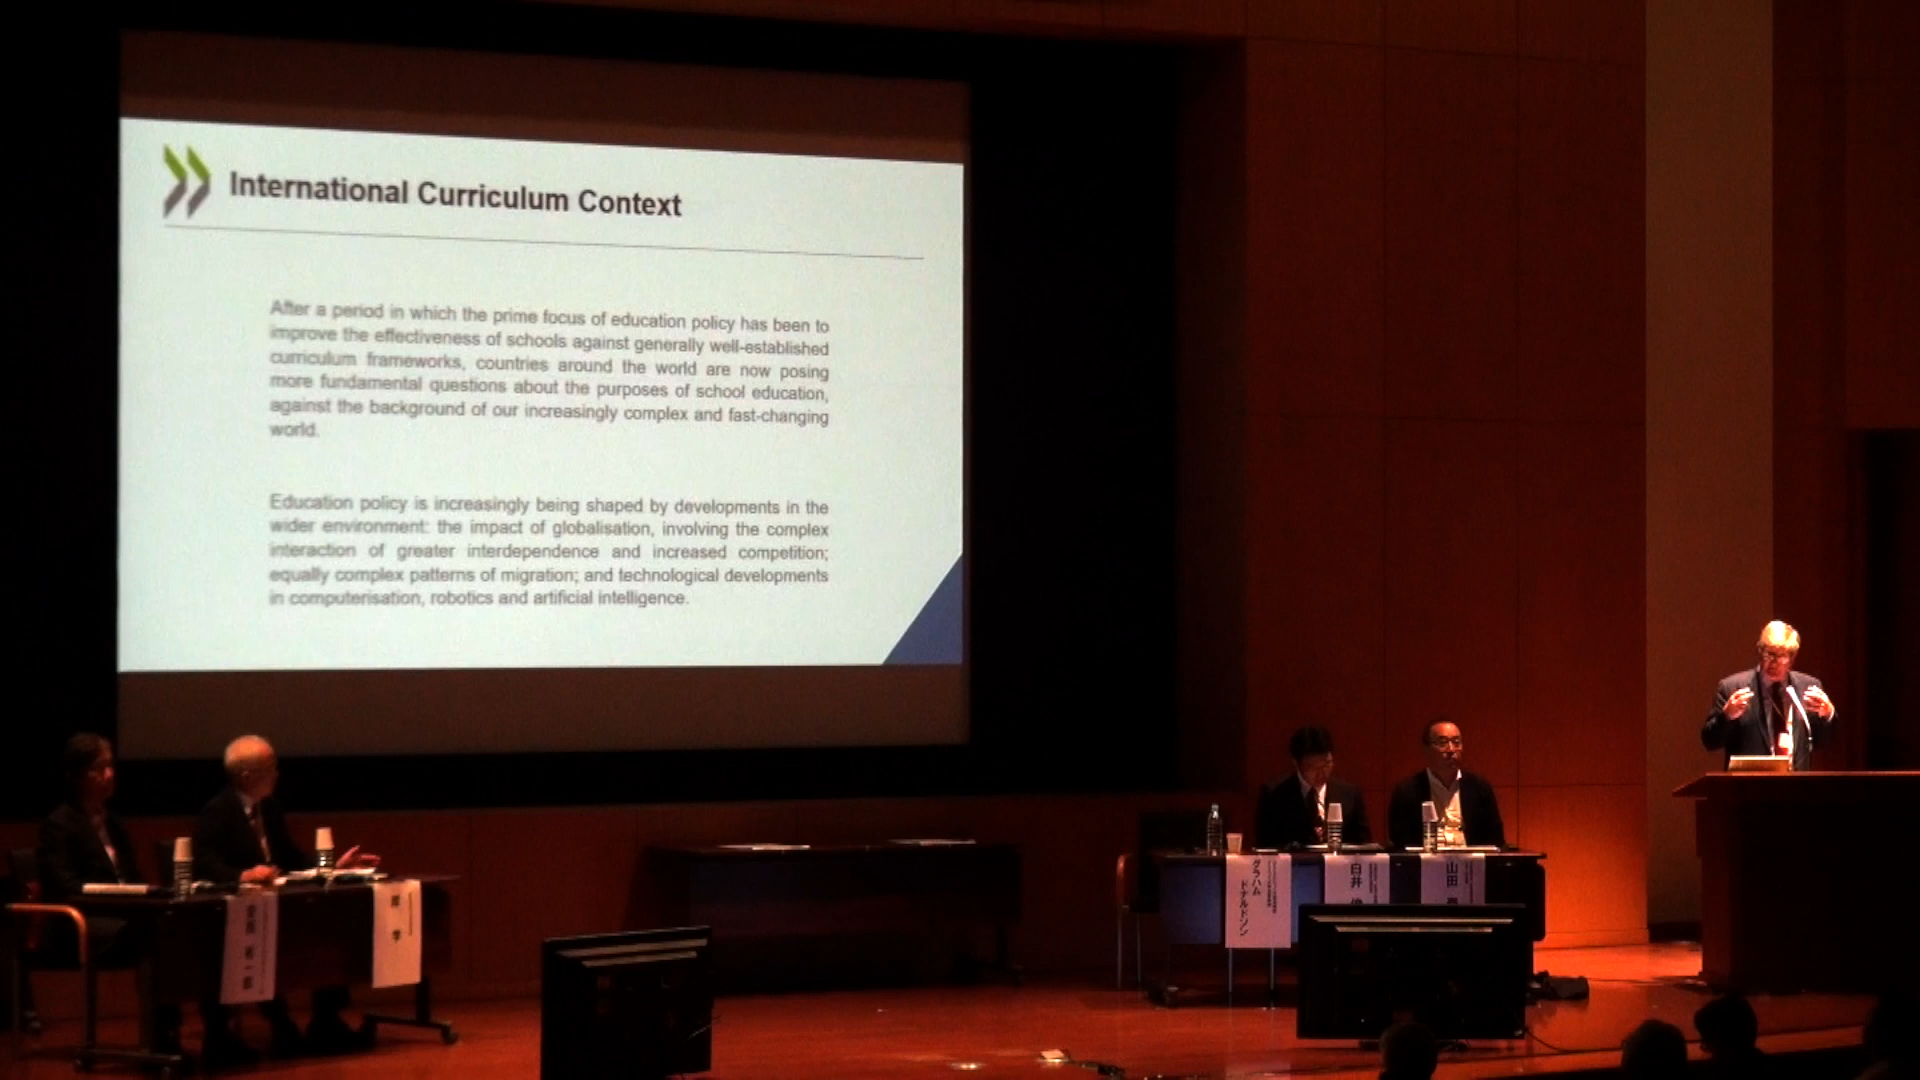 International Curriculum Context
After a period in which the prime focus of education policy has been to
improve the effectiveness of schools against generally well-established
curriculum frameworks, countries around the world are now posing
more fundamental questions about the purposes of school education,
against the background of our increasingly complex and fast-changing
world.
Education policy is increasingly being shaped by developments in the
wider environment: the impact of globalisation, involving the complex
interaction of greater interdependence and increased competition;
equally complex patterns of migration; and technological developments
in computerisation, robotics and artificial intelligence.
グラハム
ドナルドソン
白井
山田